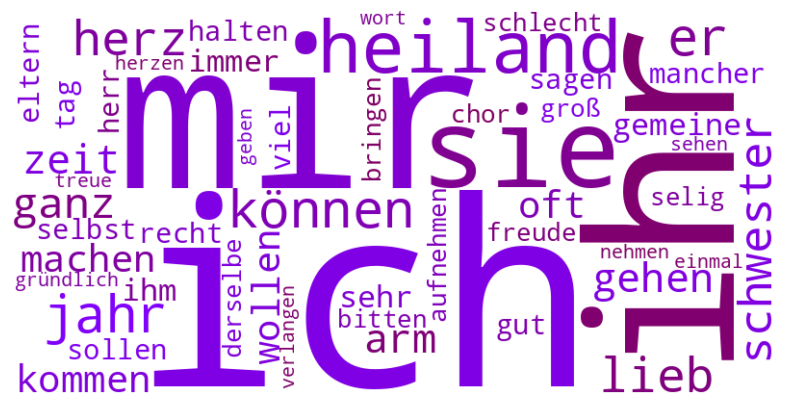 eltern
tag
herr
herz
herzen
halten
immer
mir
heiland
wort
schlecht
er
sagen
mancher
groß
gemeine
ihr
chor
sie
bringen
viel
geben
zeit
treue
ganz
selbst
recht
können
oft
selig
sehen
schwester
freude
aufnehmen
machen
gründlich
ihm
derselbe
wollen
ich
verlangen
sehr
bitten
arm
gut
nehmen
einmal
gehen
jahr
sollen
kommen
lieb